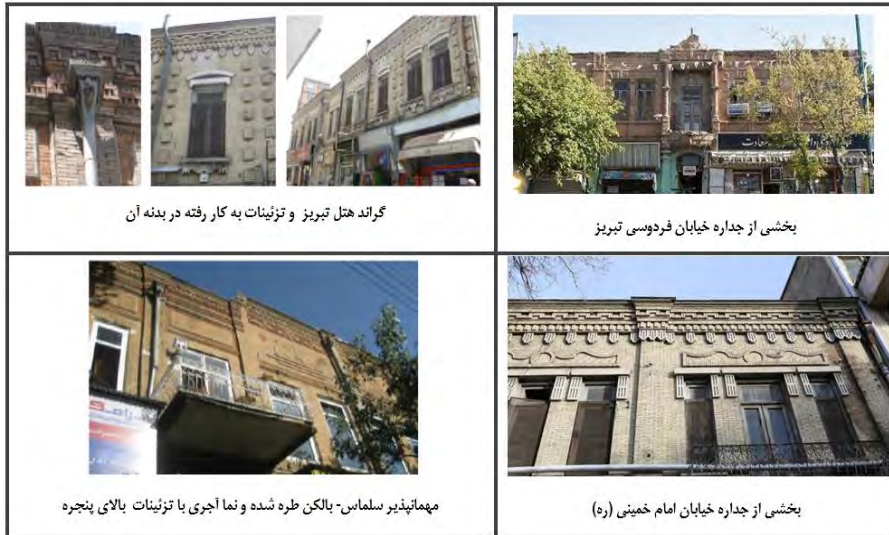 بخشی از جداره خیابان فردوسی تبریز
گراند هتل تبریز و تزئینات به کار رفته در بدنه آن
بخشی از جداره خیابان امام خمینی (ره)
مهمانپذیر سلماس- بالکن طره شده و نما آجری با تزئینات بالای پنجره